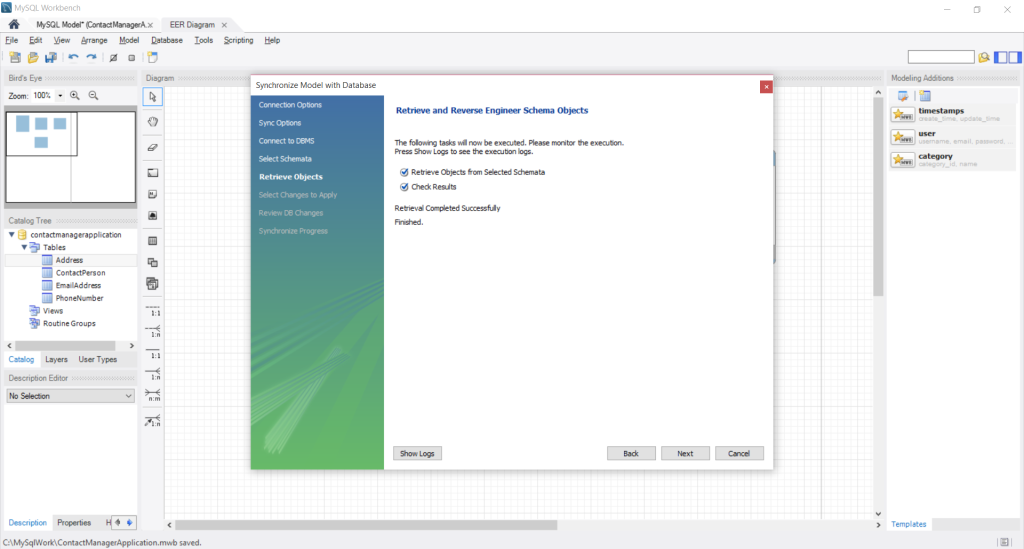 MySQL Workbench
MySQL Model* (ContactManagerA.x
EER Diagram
File Edit View Arrange Model Database Tools Scripting Help
Bird's Eye
Zoom: 100%
Catalog Tree
contactmanagerapplication
Tables
Address
ContactPerson
EmailAddress
PhoneNumber
Views
Routine Groups
Catalog Layers User Types
Description Editor
No Selection
Description Properties H
Diagram
1:1
1:n
1:1
1:n
n:m
1:n
Synchronize Model with Database
Connection Options
Sync Options
Connect to DBMS
Select Schemata
Retrieve Objects
Select Changes to Apply
Review DB Changes
Synchronize Progress
Retrieve and Reverse Engineer Schema Objects
The following tasks will now be executed. Please monitor the execution.
Press Show Logs to see the execution logs.
Retrieve Objects from Selected Schemata
Check Results
Retrieval Completed Successfully
Finished.
Show Logs Back Next Cancel
Modeling Additions
timestamps
create_time, update_time
user
username, email, password, ...
category
category_id, name
Templates
C:\MySqlWork\ContactManagerApplication.mwb saved.